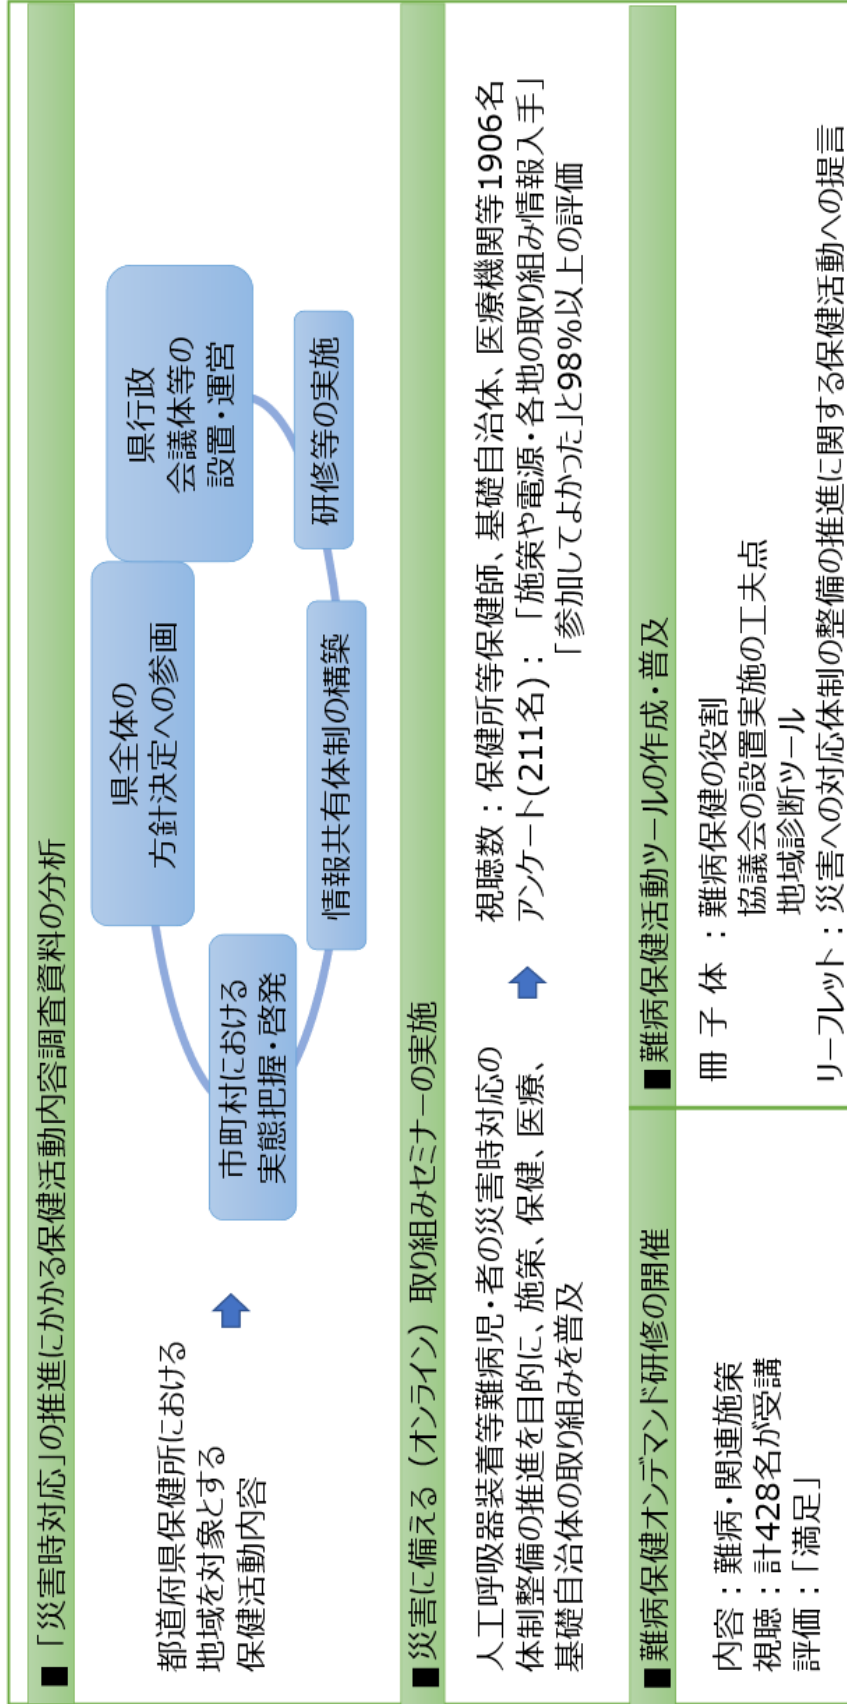 ■「災害時対応」の推進にかかる保健活動内容調査資料の分析
都道府県保健所における
地域を対象とする
保健活動内容
市町村における
実態把握・啓発
県全体の
方針決定への参画
県行政
会議体等の
設置・運営
情報共有体制の構築
研修等の実施
■災害に備える（オンライン）取り組みセミナーの実施
人工呼吸器装着等難病児・者の災害時対応の
体制整備の推進を目的に、施策、保健、医療、
基礎自治体の取り組みを普及
視聴数：保健所等保健師、基礎自治体、医療機関等1906名
アンケート(211名)：「施策や電源・各地の取り組み情報入手」
「参加してよかった」と98%以上の評価
■難病保健オンデマンド研修の開催
内容：難病・関連施策
視聴：計428名が受講
評価：「満足」
■難病保健活動ツールの作成・普及
冊 子 体 ：難病保健の役割
協議会の設置実施の工夫点
地域診断ツール
リーフレット：災害への対応体制の整備の推進に関する保健活動への提言